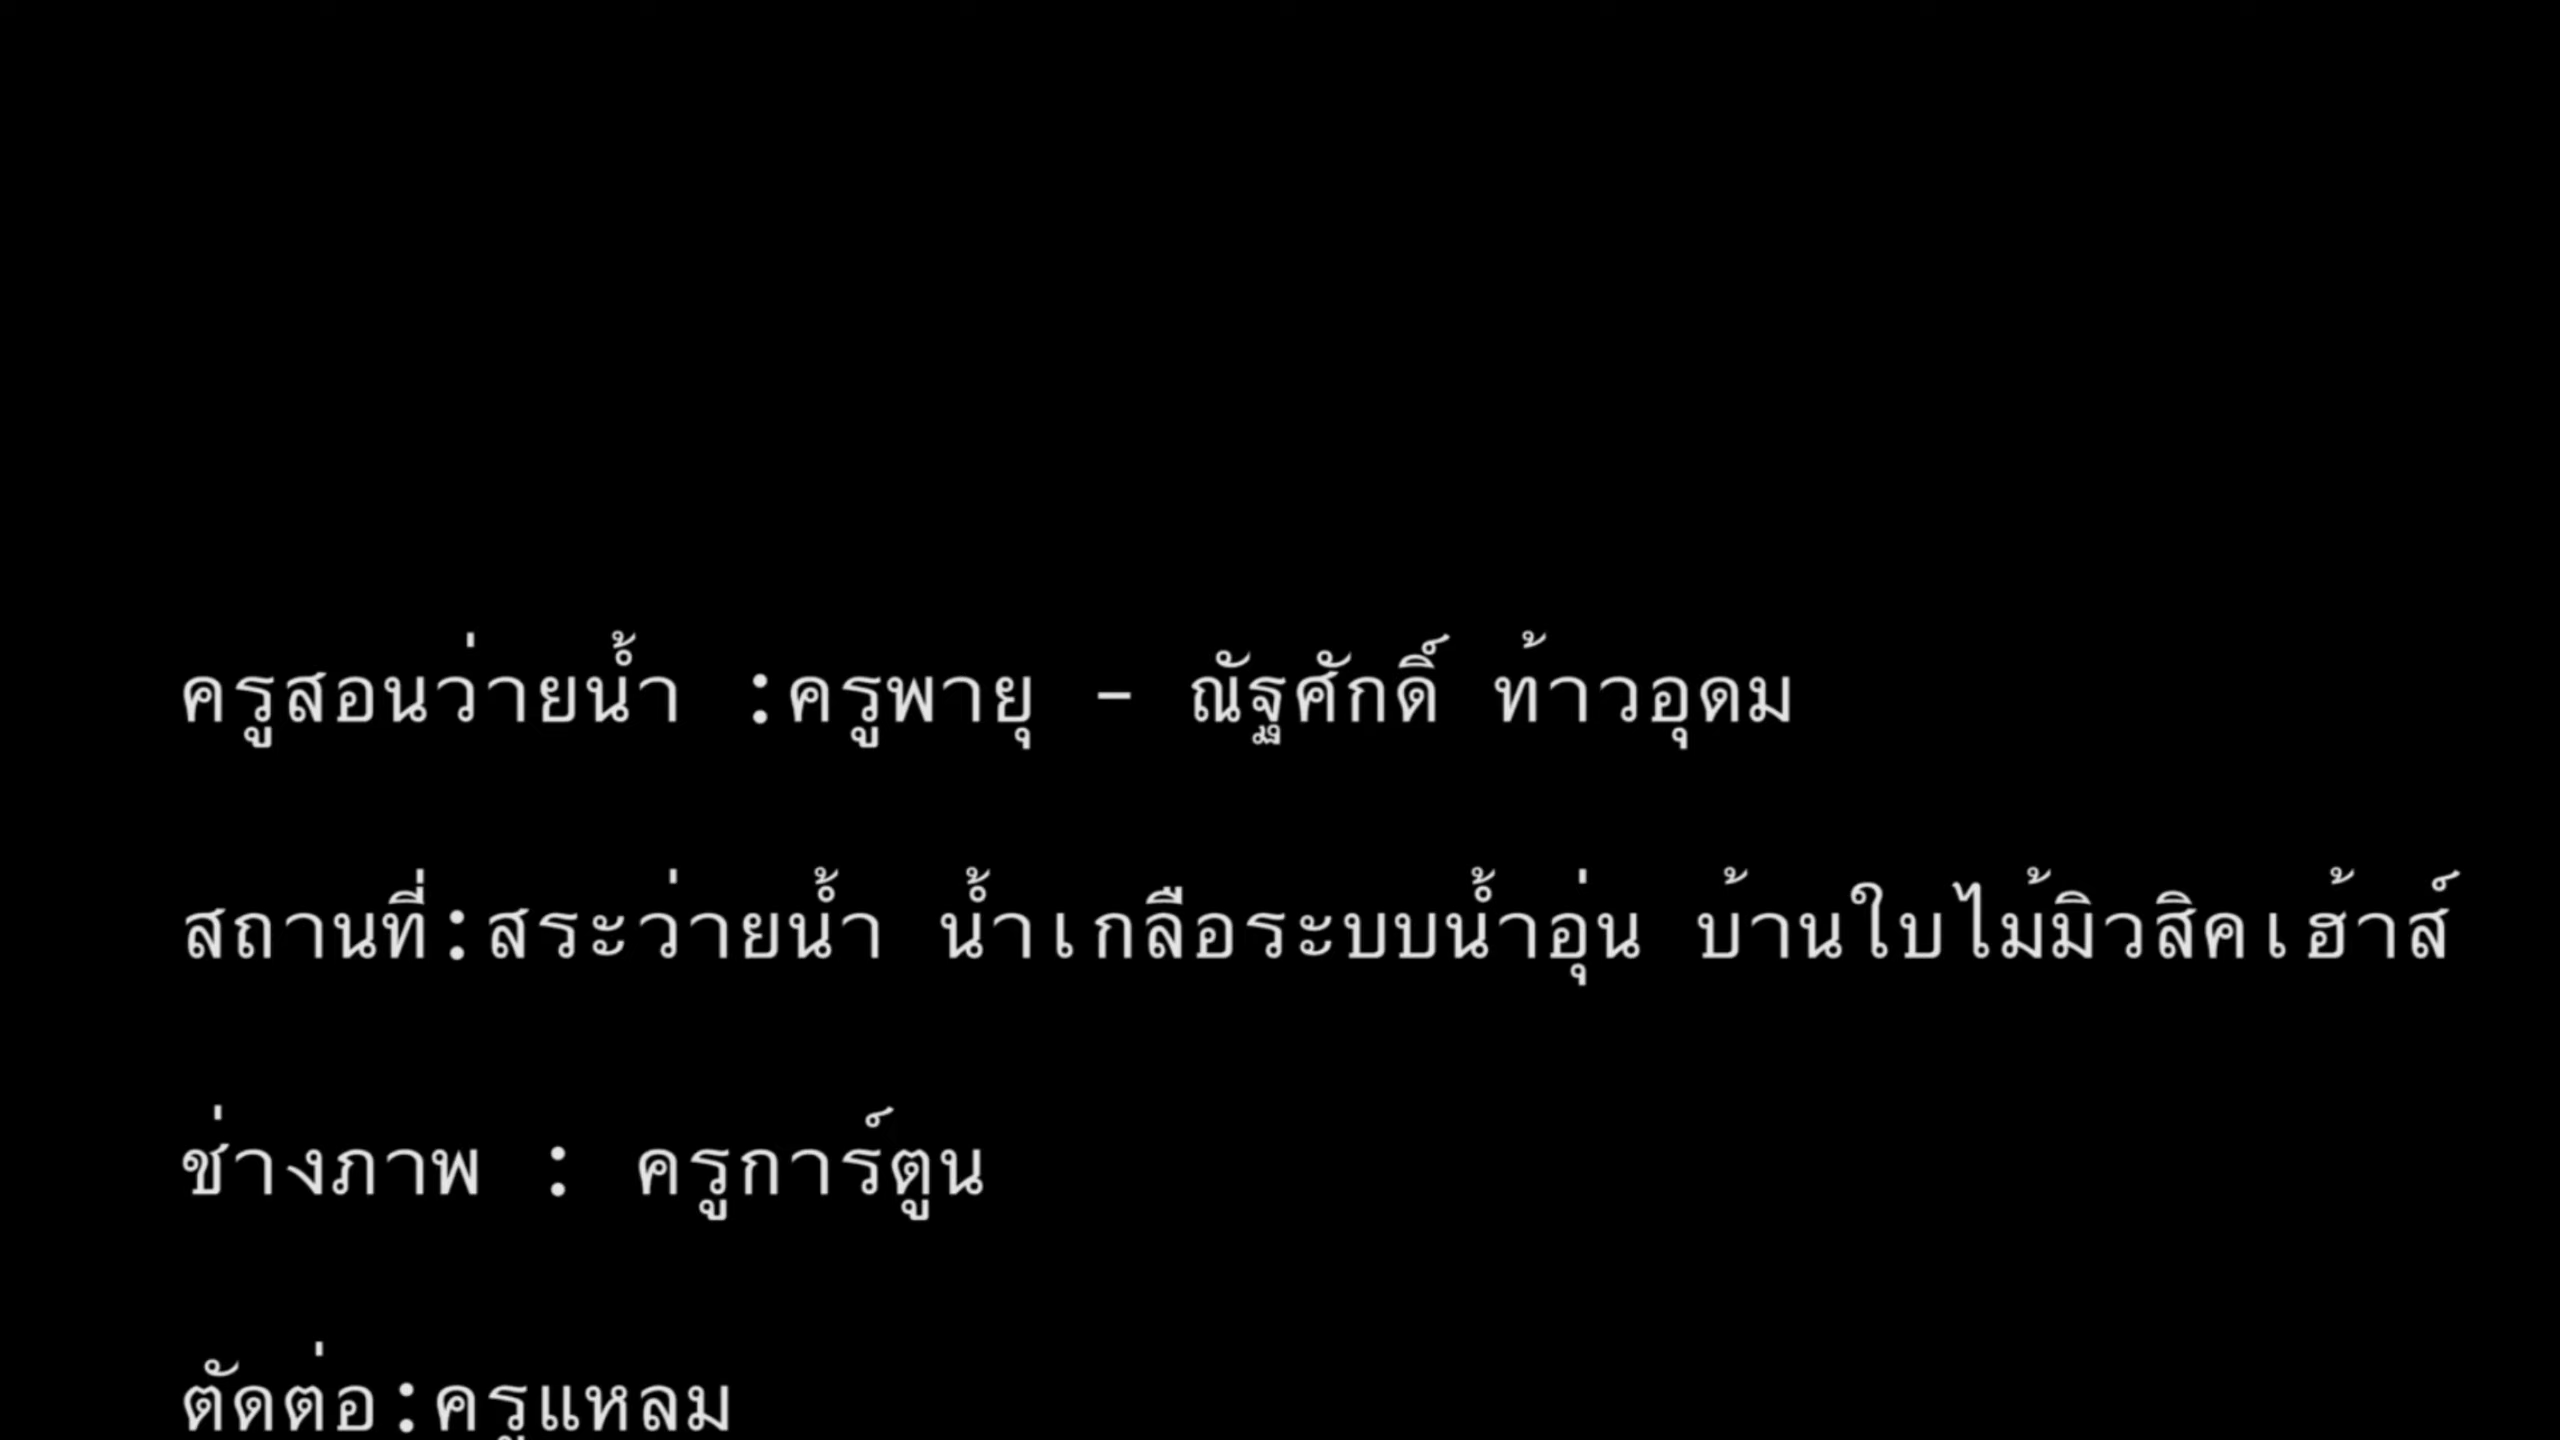 ครูสอนว่ายน้ำ :ครูพายุ - ณัฐศักดิ์ ท้าวอุดม
สถานที่:สระว่ายน้ำ น้ำเกลือระบบน้ำอุ่น บ้านใบไม้มิวสิคเฮ้าส์
ช่างภาพ : ครูการ์ตูน
ตัดต่อ:ครูแหลม